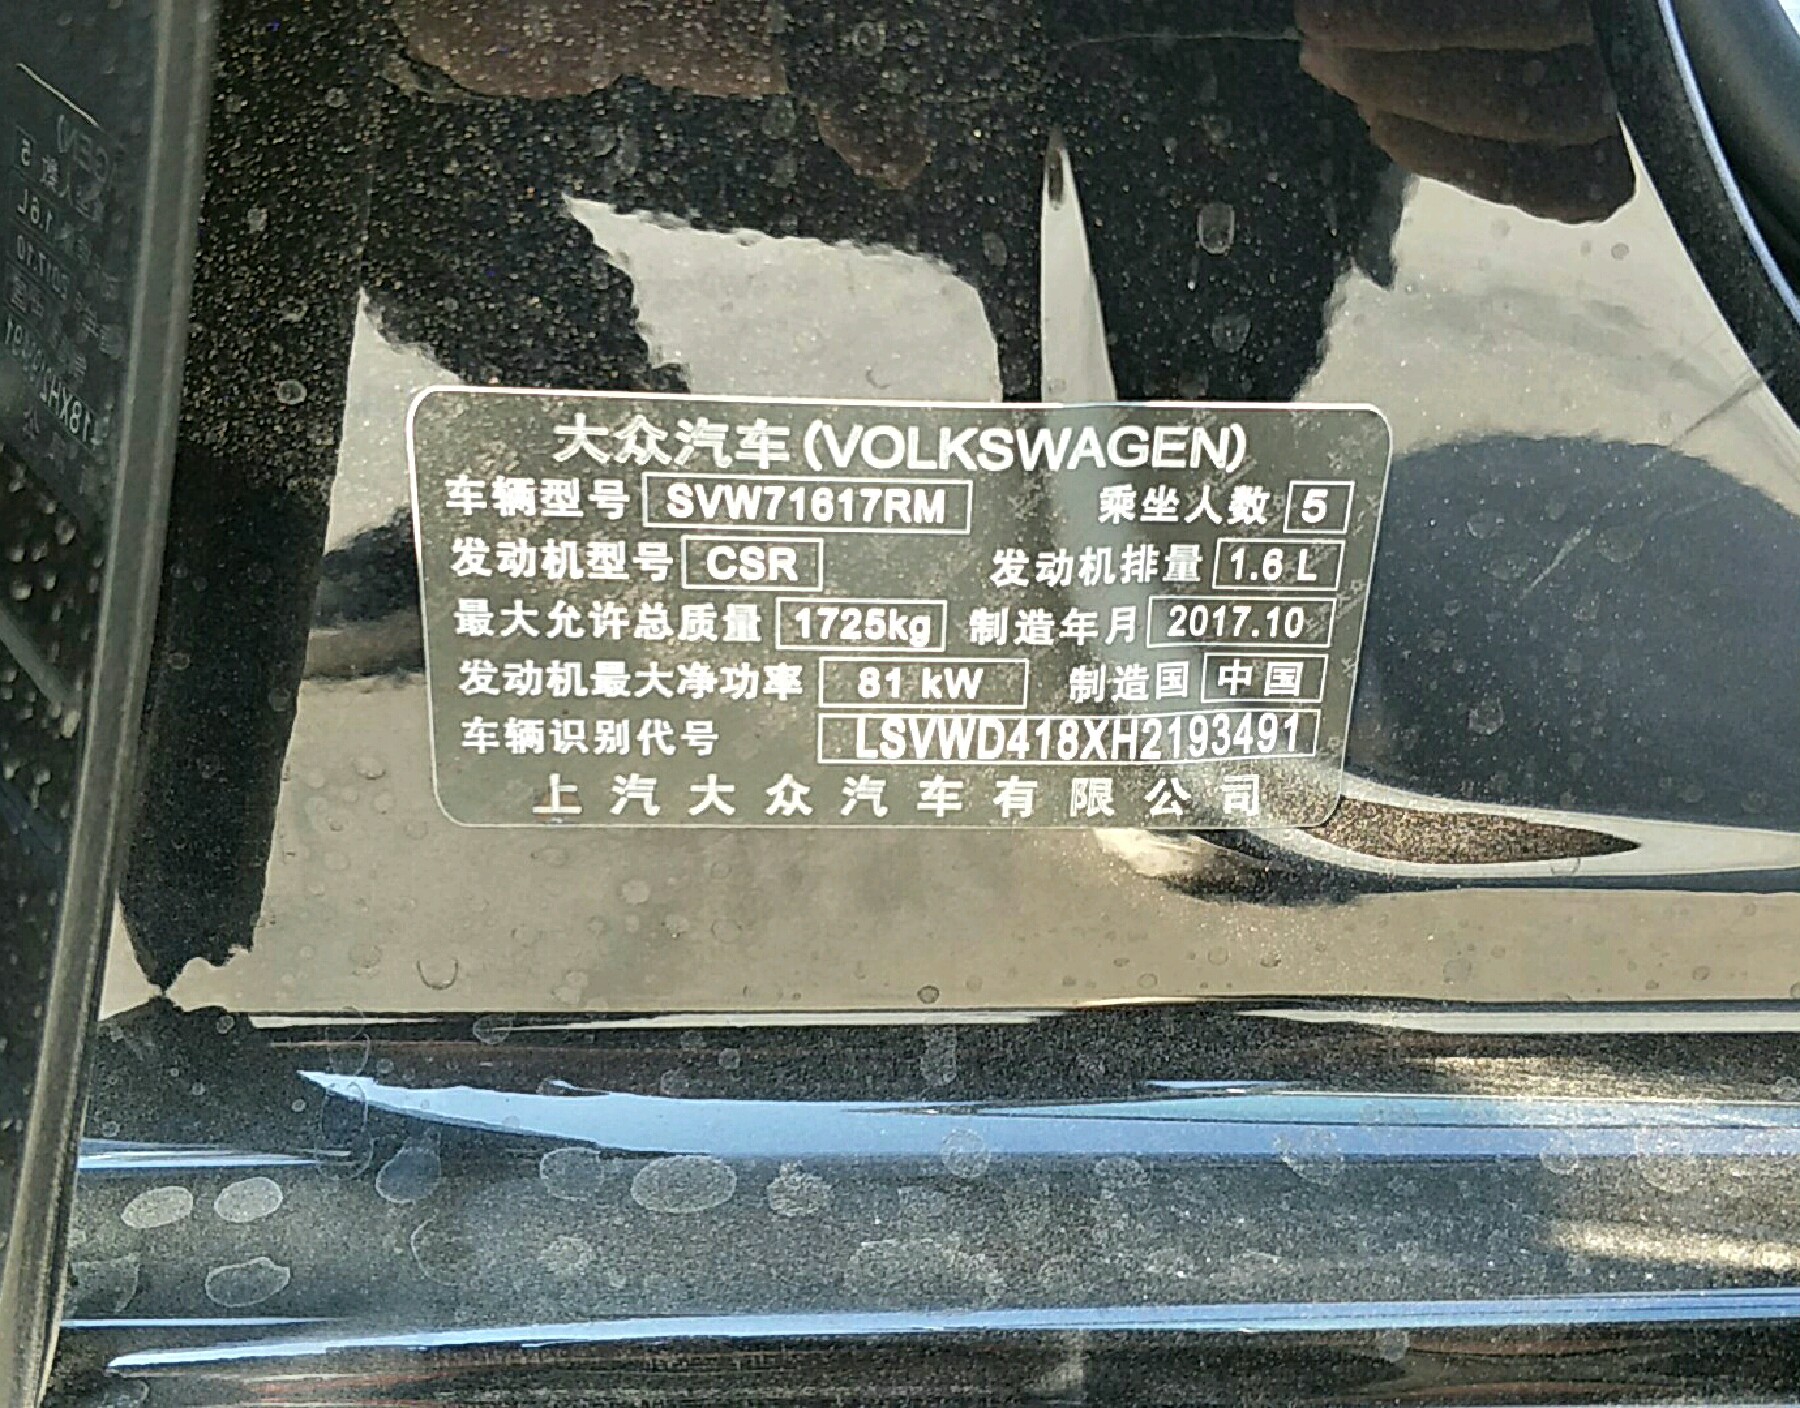 大众汽车(VOLKSWAGEN)
车辆型号 SVW71617RM 乘坐人数 5
发动机型号 CSR 发动机排量 1.6 L
最大允许总质量 1725kg 制造年月 2017.10
发动机最大净功率 81 kW 制造国 中国
车辆识别代号 LSVWD418XH2193491
上汽大众汽车有限公司